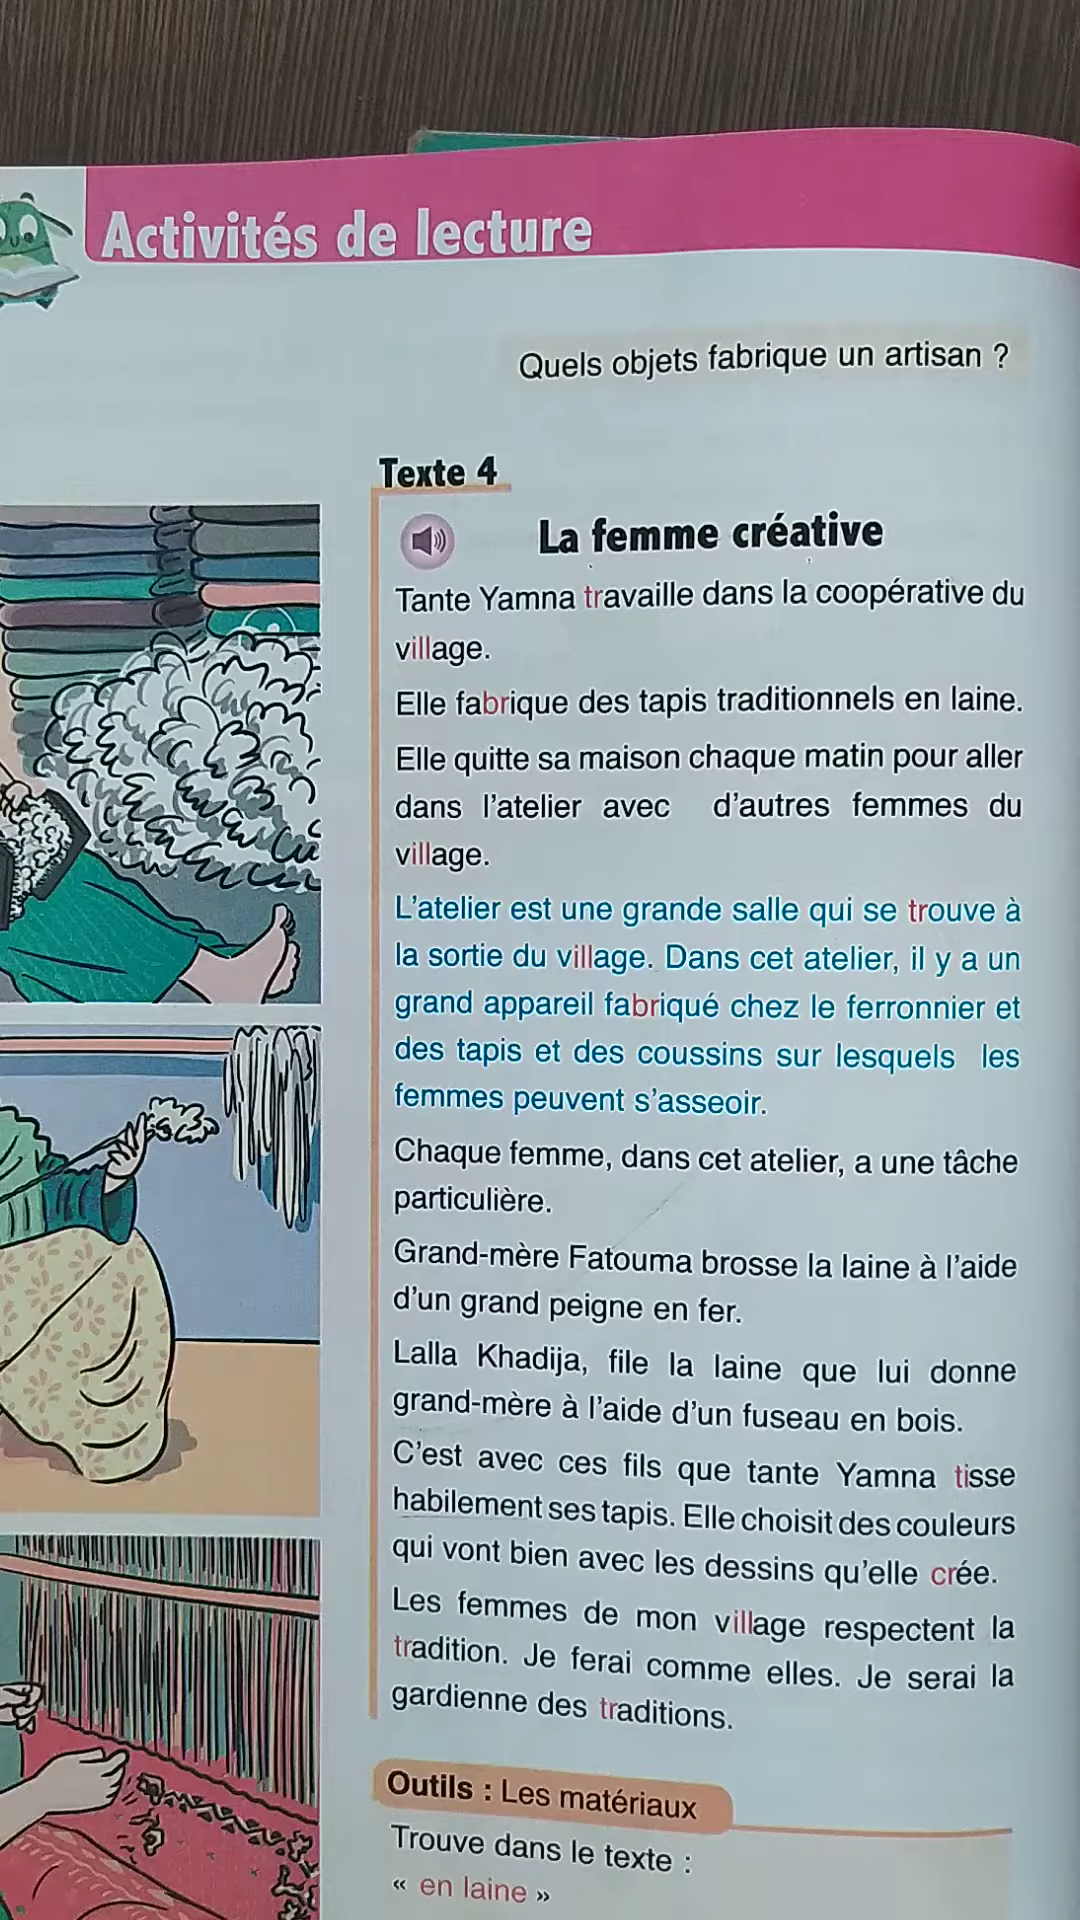 Activités de lecture
Quels objets fabrique un artisan ?
Texte 4
La femme créative
Tante Yamna travaille dans la coopérative du
village.
Elle fabrique des tapis traditionnels en laine.
Elle quitte sa maison chaque matin pour aller
dans l'atelier avec d'autres femmes du
village.
L'atelier est une grande salle qui se trouve à
la sortie du village. Dans cet atelier, il y a un
grand appareil fabriqué chez le ferronnier et
des tapis et des coussins sur lesquels les
femmes peuvent s'asseoir.
Chaque femme, dans cet atelier, a une tâche
particulière.
Grand-mère Fatouma brosse la laine à l'aide
d'un grand peigne en fer.
Lalla Khadija, file la laine que lui donne
grand-mère à l'aide d'un fuseau en bois.
C'est avec ces fils que tante Yamna tisse
habilement ses tapis. Elle choisit des couleurs
qui vont bien avec les dessins qu'elle crée.
Les femmes de mon village respectent la
tradition. Je ferai comme elles. Je serai la
gardienne des traditions.
Outils : Les matériaux
Trouve dans le texte :
« en laine »